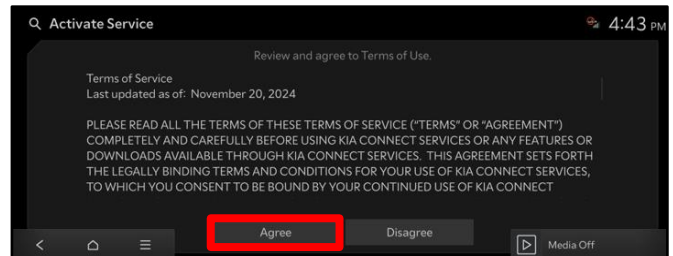 Activate Service
4:43 PM
Review and agree to Terms of Use.
Terms of Service
Last updated as of: November 20, 2024
PLEASE READ ALL THE TERMS OF THESE TERMS OF SERVICE ("TERMS" OR "AGREEMENT")
COMPLETELY AND CAREFULLY BEFORE USING KIA CONNECT SERVICES OR ANY FEATURES OR
DOWNLOADS AVAILABLE THROUGH KIA CONNECT SERVICES. THIS AGREEMENT SETS FORTH
THE LEGALLY BINDING TERMS AND CONDITIONS FOR YOUR USE OF KIA CONNECT SERVICES,
TO WHICH YOU CONSENT TO BE BOUND BY YOUR CONTINUED USE OF KIA CONNECT
Agree Disagree
Media Off